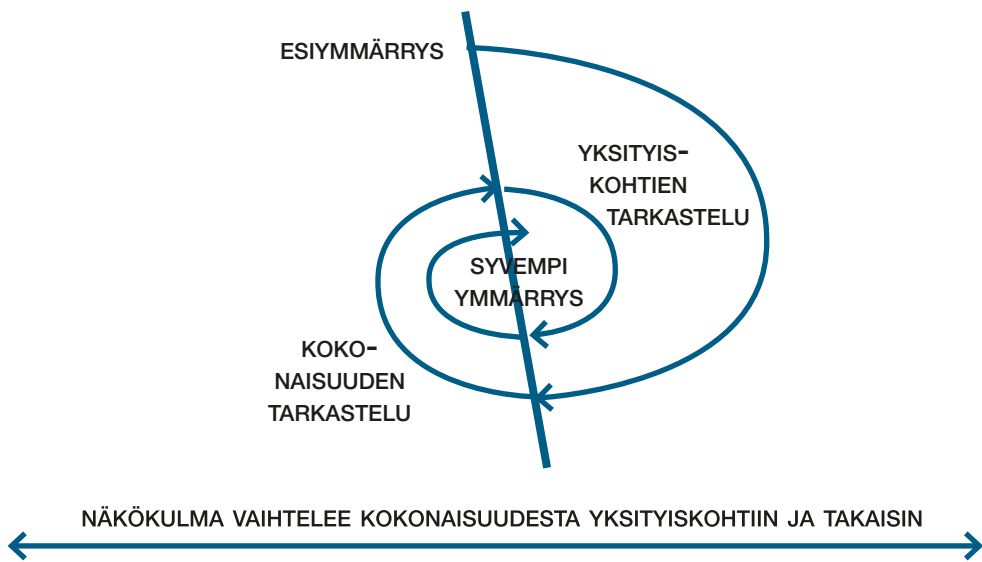 ESIYMMÄRRYS
YKSITYIS-
KOHTIEN
TARKASTELU
SYVEMPI
YMMÄRRYS
KOKO-
NAISUUDEN
TARKASTELU
NÄKÖKULMA VAIHTELEE KOKONAISUUDESTA YKSITYISKOHTIIN JA TAKAISIN